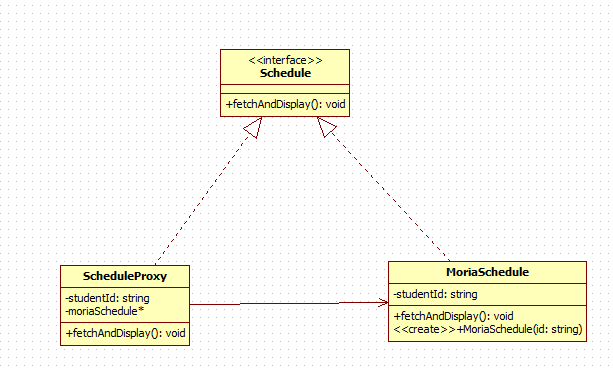 <<interface>>
Schedule
+fetchAndDisplay(): void
ScheduleProxy
-studentId: string
-moriaSchedule*
+fetchAndDisplay(): void
MoriaSchedule
-studentId: string
+fetchAndDisplay(): void
<<create>>+MoriaSchedule(id: string)